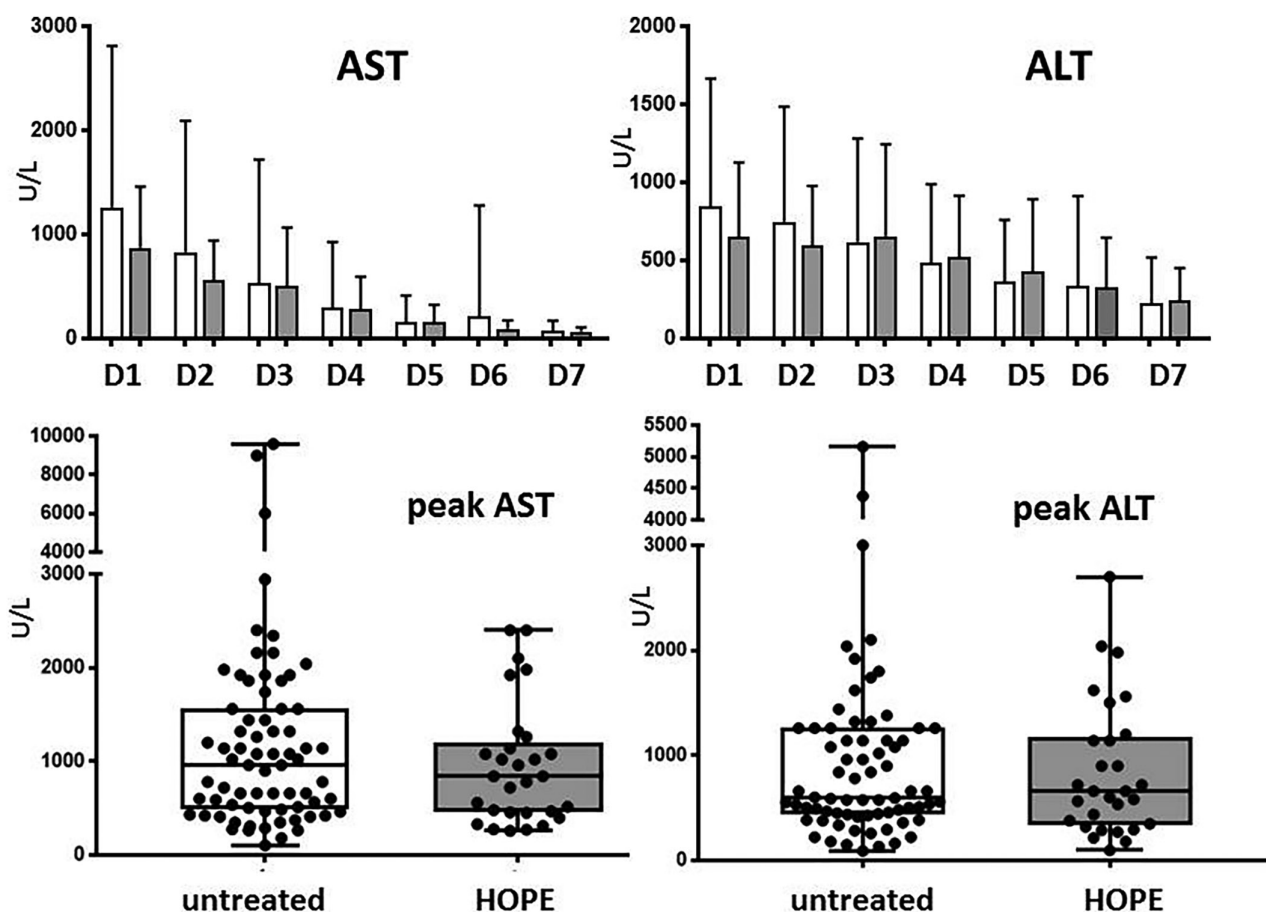 AST
U/L
3000
2000
1000
0
D1 D2 D3 D4 D5 D6 D7
ALT
U/L
2000
1500
1000
500
0
D1 D2 D3 D4 D5 D6 D7
peak AST
U/L
10000
8000
6000
4000
3000
2000
1000
0
untreated HOPE
peak ALT
U/L
5500
5000
4500
4000
3000
2000
1000
0
untreated HOPE